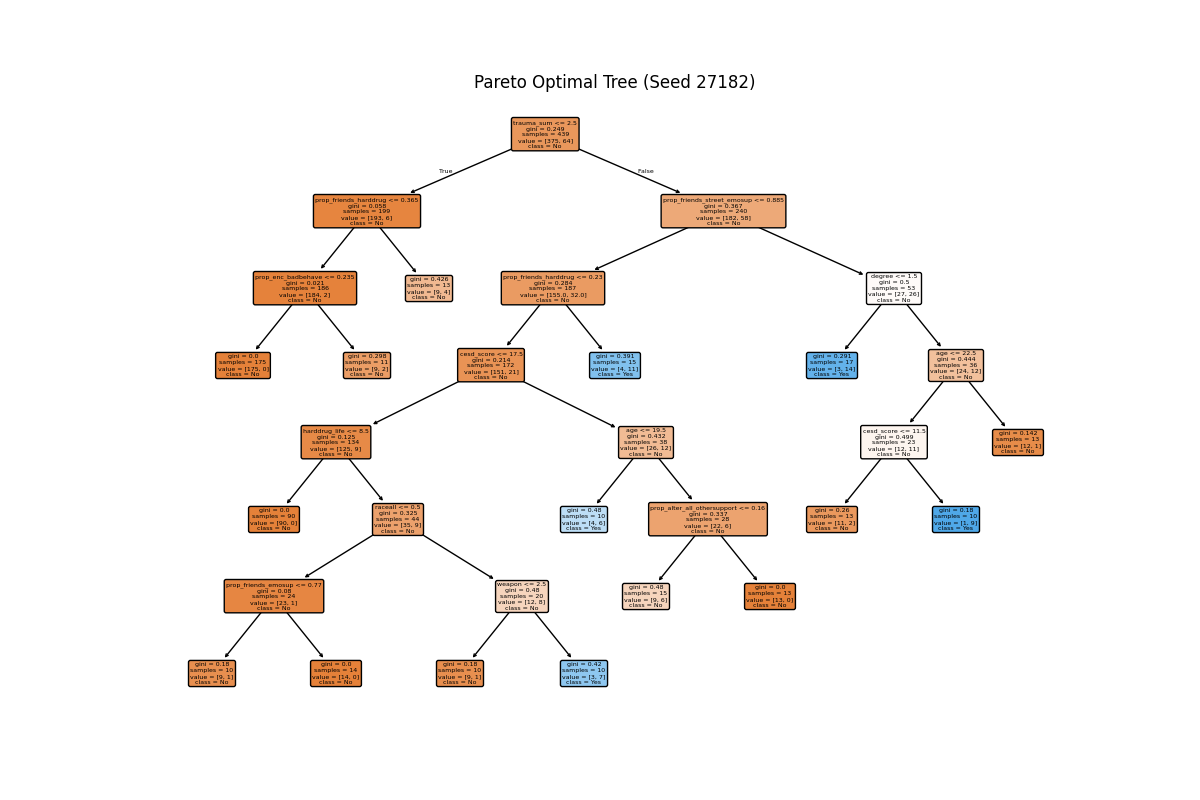 Pareto Optimal Tree (Seed 27182)
trauma_sum <= 2.5
gini = 0.249
samples = 439
value = [375, 64]
class = No
True
False
prop_friends_harddrug <= 0.365
gini = 0.058
samples = 199
value = [193, 6]
class = No
prop_friends_street_emosup <= 0.885
gini = 0.367
samples = 240
value = [182, 58]
class = No
prop_enc_badbehave <= 0.235
gini = 0.021
samples = 186
value = [184, 2]
class = No
gini = 0.426
samples = 13
value = [9, 4]
class = No
prop_friends_harddrug <= 0.23
gini = 0.284
samples = 187
value = [155.0, 32.0]
class = No
degree <= 1.5
gini = 0.5
samples = 53
value = [27, 26]
class = No
gini = 0.0
samples = 175
value = [175, 0]
class = No
gini = 0.298
samples = 11
value = [9, 2]
class = No
cesd_score <= 17.5
gini = 0.214
samples = 172
value = [151, 21]
class = No
gini = 0.391
samples = 15
value = [4, 11]
class = Yes
gini = 0.291
samples = 17
value = [3, 14]
class = Yes
age <= 22.5
gini = 0.444
samples = 36
value = [24, 12]
class = No
harddrug_life <= 8.5
gini = 0.125
samples = 134
value = [125, 9]
class = No
age <= 19.5
gini = 0.432
samples = 38
value = [26, 12]
class = No
cesd_score <= 11.5
gini = 0.499
samples = 23
value = [12, 11]
class = No
gini = 0.142
samples = 13
value = [12, 1]
class = No
gini = 0.0
samples = 90
value = [90, 0]
class = No
raceall <= 0.5
gini = 0.325
samples = 44
value = [35, 9]
class = No
gini = 0.48
samples = 10
value = [4, 6]
class = Yes
prop_alter_all_othersupport <= 0.16
gini = 0.337
samples = 28
value = [22, 6]
class = No
gini = 0.26
samples = 13
value = [11, 2]
class = No
gini = 0.18
samples = 10
value = [1, 9]
class = Yes
prop_friends_emosup <= 0.77
gini = 0.08
samples = 24
value = [23, 1]
class = No
weapon <= 2.5
gini = 0.48
samples = 20
value = [12, 8]
class = No
gini = 0.48
samples = 15
value = [9, 6]
class = No
gini = 0.0
samples = 13
value = [13, 0]
class = No
gini = 0.18
samples = 10
value = [9, 1]
class = No
gini = 0.0
samples = 14
value = [14, 0]
class = No
gini = 0.18
samples = 10
value = [9, 1]
class = No
gini = 0.42
samples = 10
value = [3, 7]
class = Yes